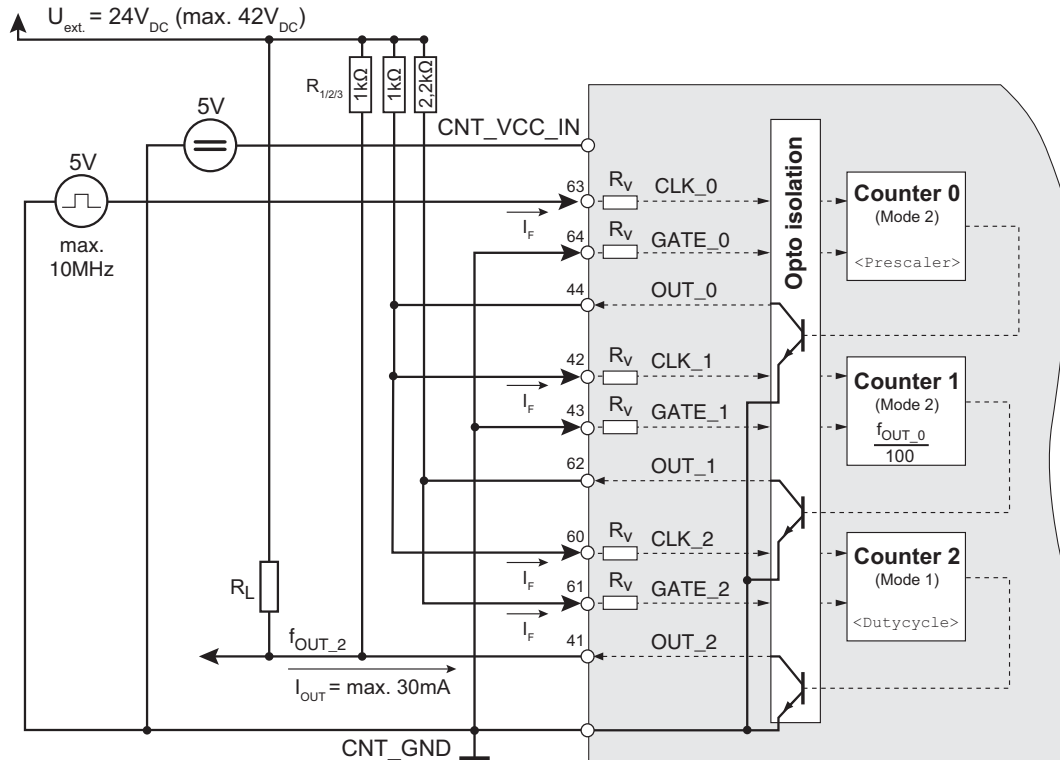 U_ext. = 24V_DC (max. 42V_DC)
R_1/2/3
1kΩ
1kΩ
2,2kΩ
5V
CNT_VCC_IN
5V
max.
10MHz
63
R_V
CLK_0
I_F
64
R_V
GATE_0
44
OUT_0
42
R_V
CLK_1
I_F
43
R_V
GATE_1
62
OUT_1
60
R_V
CLK_2
I_F
61
R_V
GATE_2
I_F
41
OUT_2
R_L
f_OUT_2
I_OUT = max. 30mA
CNT_GND
Opto isolation
Counter 0
(Mode 2)
<Prescaler>
Counter 1
(Mode 2)
f_OUT_0
100
Counter 2
(Mode 1)
<Dutycycle>